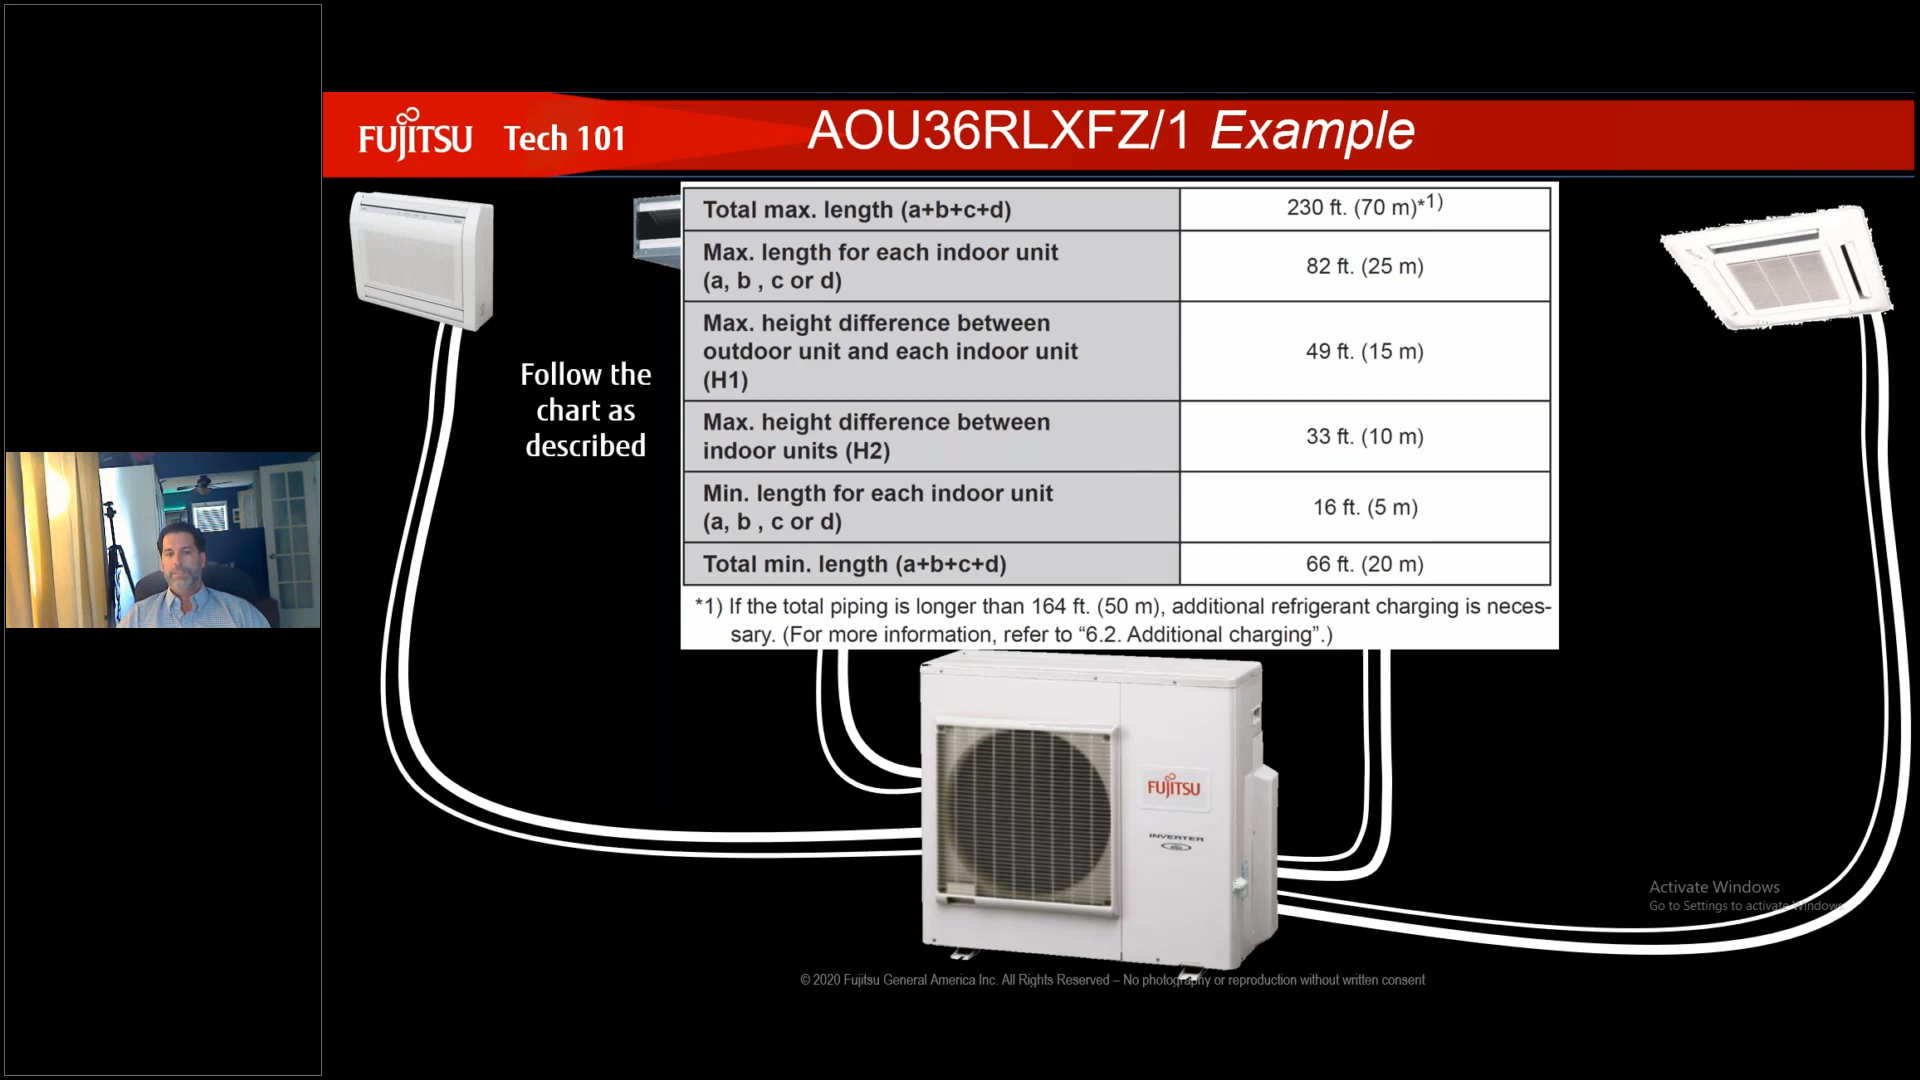 FUJITSU Tech 101
AOU36RLXFZ/1 Example
Follow the
chart as
described
Total max. length (a+b+c+d)
230 ft. (70 m)*1)
Max. length for each indoor unit
(a, b , c or d)
82 ft. (25 m)
Max. height difference between
outdoor unit and each indoor unit
(H1)
49 ft. (15 m)
Max. height difference between
indoor units (H2)
33 ft. (10 m)
Min. length for each indoor unit
(a, b , c or d)
16 ft. (5 m)
Total min. length (a+b+c+d)
66 ft. (20 m)
*1) If the total piping is longer than 164 ft. (50 m), additional refrigerant charging is neces-
sary. (For more information, refer to “6.2. Additional charging”.)
FUJITSU
INVERTER
Activate Windows
Go to Settings to activate Windows.
© 2020 Fujitsu General America Inc. All Rights Reserved – No photography or reproduction without written consent